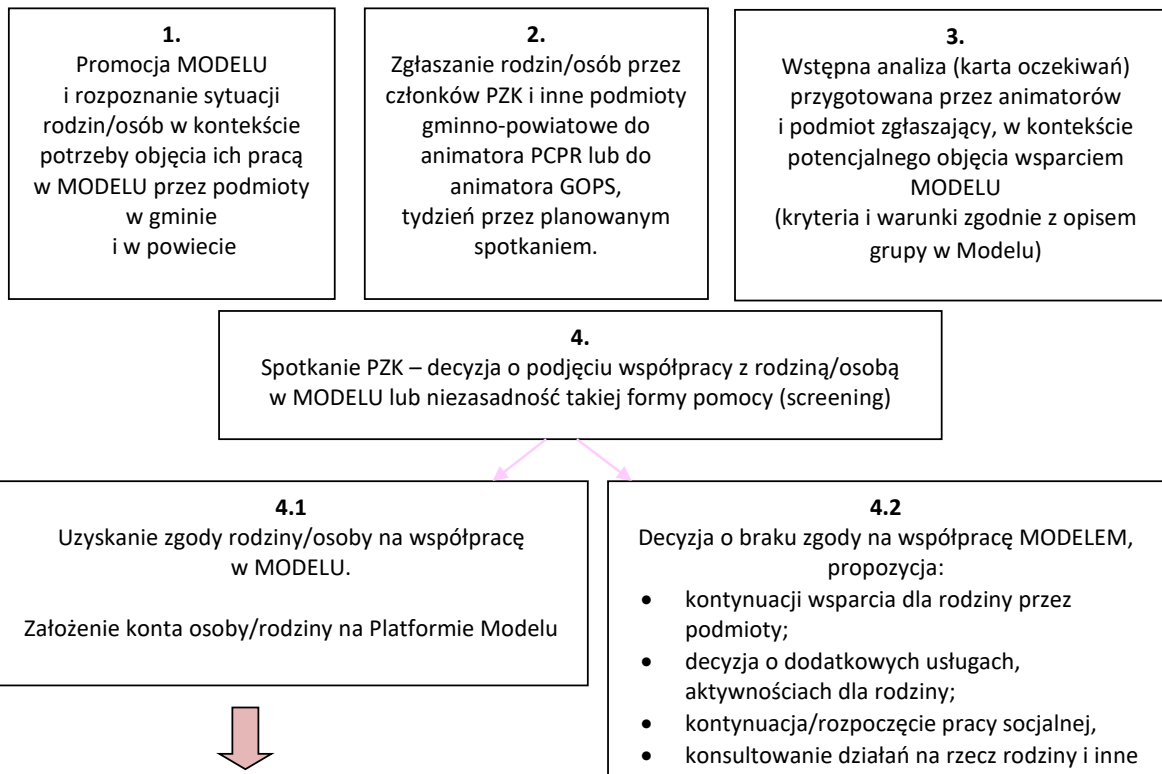 1.
Promocja MODELU
i rozpoznanie sytuacji
rodzin/osób w kontekście
potrzeby objęcia ich pracą
w MODELU przez podmioty
w gminie
i w powiecie
2.
Zgłaszanie rodzin/osób przez
członków PZK i inne podmioty
gminno-powiatowe do
animatora PCPR lub do
animatora GOPS,
tydzień przez planowanym
spotkaniem.
3.
Wstępna analiza (karta oczekiwań)
przygotowana przez animatorów
i podmiot zgłaszający, w kontekście
potencjalnego objęcia wsparciem
MODELU
(kryteria i warunki zgodnie z opisem
grupy w Modelu)
4.
Spotkanie PZK – decyzja o podjęciu współpracy z rodziną/osobą
w MODELU lub niezasadność takiej formy pomocy (screening)
4.1
Uzyskanie zgody rodziny/osoby na współpracę
w MODELU.
Założenie konta osoby/rodziny na Platformie Modelu
4.2
Decyzja o braku zgody na współpracę MODELEM,
propozycja:
• kontynuacji wsparcia dla rodziny przez
podmioty;
• decyzja o dodatkowych usługach,
aktywnościach dla rodziny;
• kontynuacja/rozpoczęcie pracy socjalnej,
• konsultowanie działań na rzecz rodziny i inne